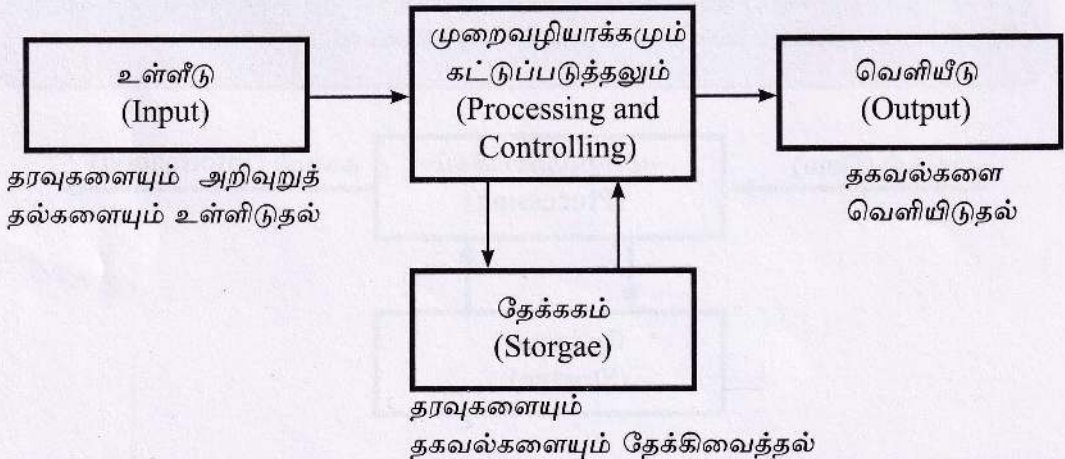 உள்ளீடு
(Input)
தரவுகளையும் அறிவுறுத்
தல்களையும் உள்ளிடுதல்
முறைவழியாக்கமும்
கட்டுப்படுத்தலும்
(Processing and
Controlling)
வெளியீடு
(Output)
தகவல்களை
வெளியிடுதல்
தேக்ககம்
(Storgae)
தரவுகளையும்
தகவல்களையும் தேக்கிவைத்தல்